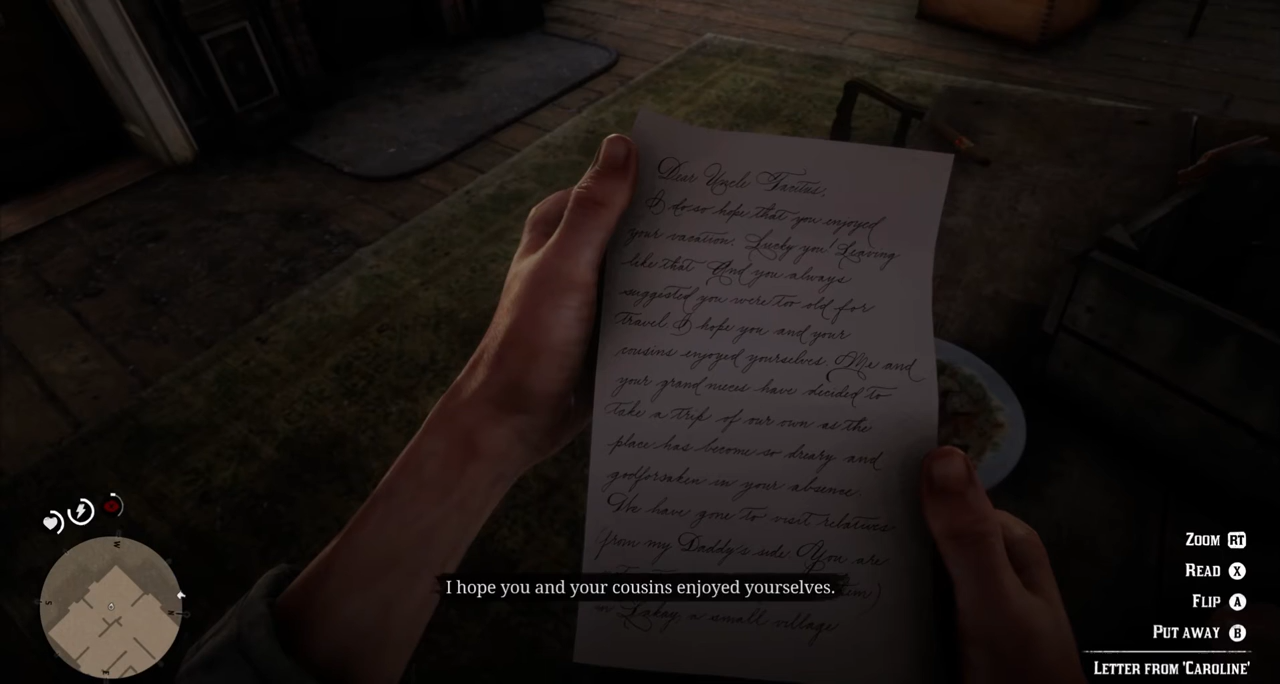 Dear Uncle Tacitus,
I do so hope that you enjoyed
your vacation. Lucky you! Leaving
like that. And you always
suggested you were too old for
travel. I hope you and your
cousins enjoyed yourselves. Me and
your grand nieces have decided to
take a trip of our own as the
place has become so dreary and
godforsaken in your absence.
We have gone to visit relatives
from my Daddy's side. (You are
in Lakay, a small village
I hope you and your cousins enjoyed yourselves.
W
S
N
E
ZOOM RT
READ X
FLIP A
PUT AWAY B
LETTER FROM 'CAROLINE'